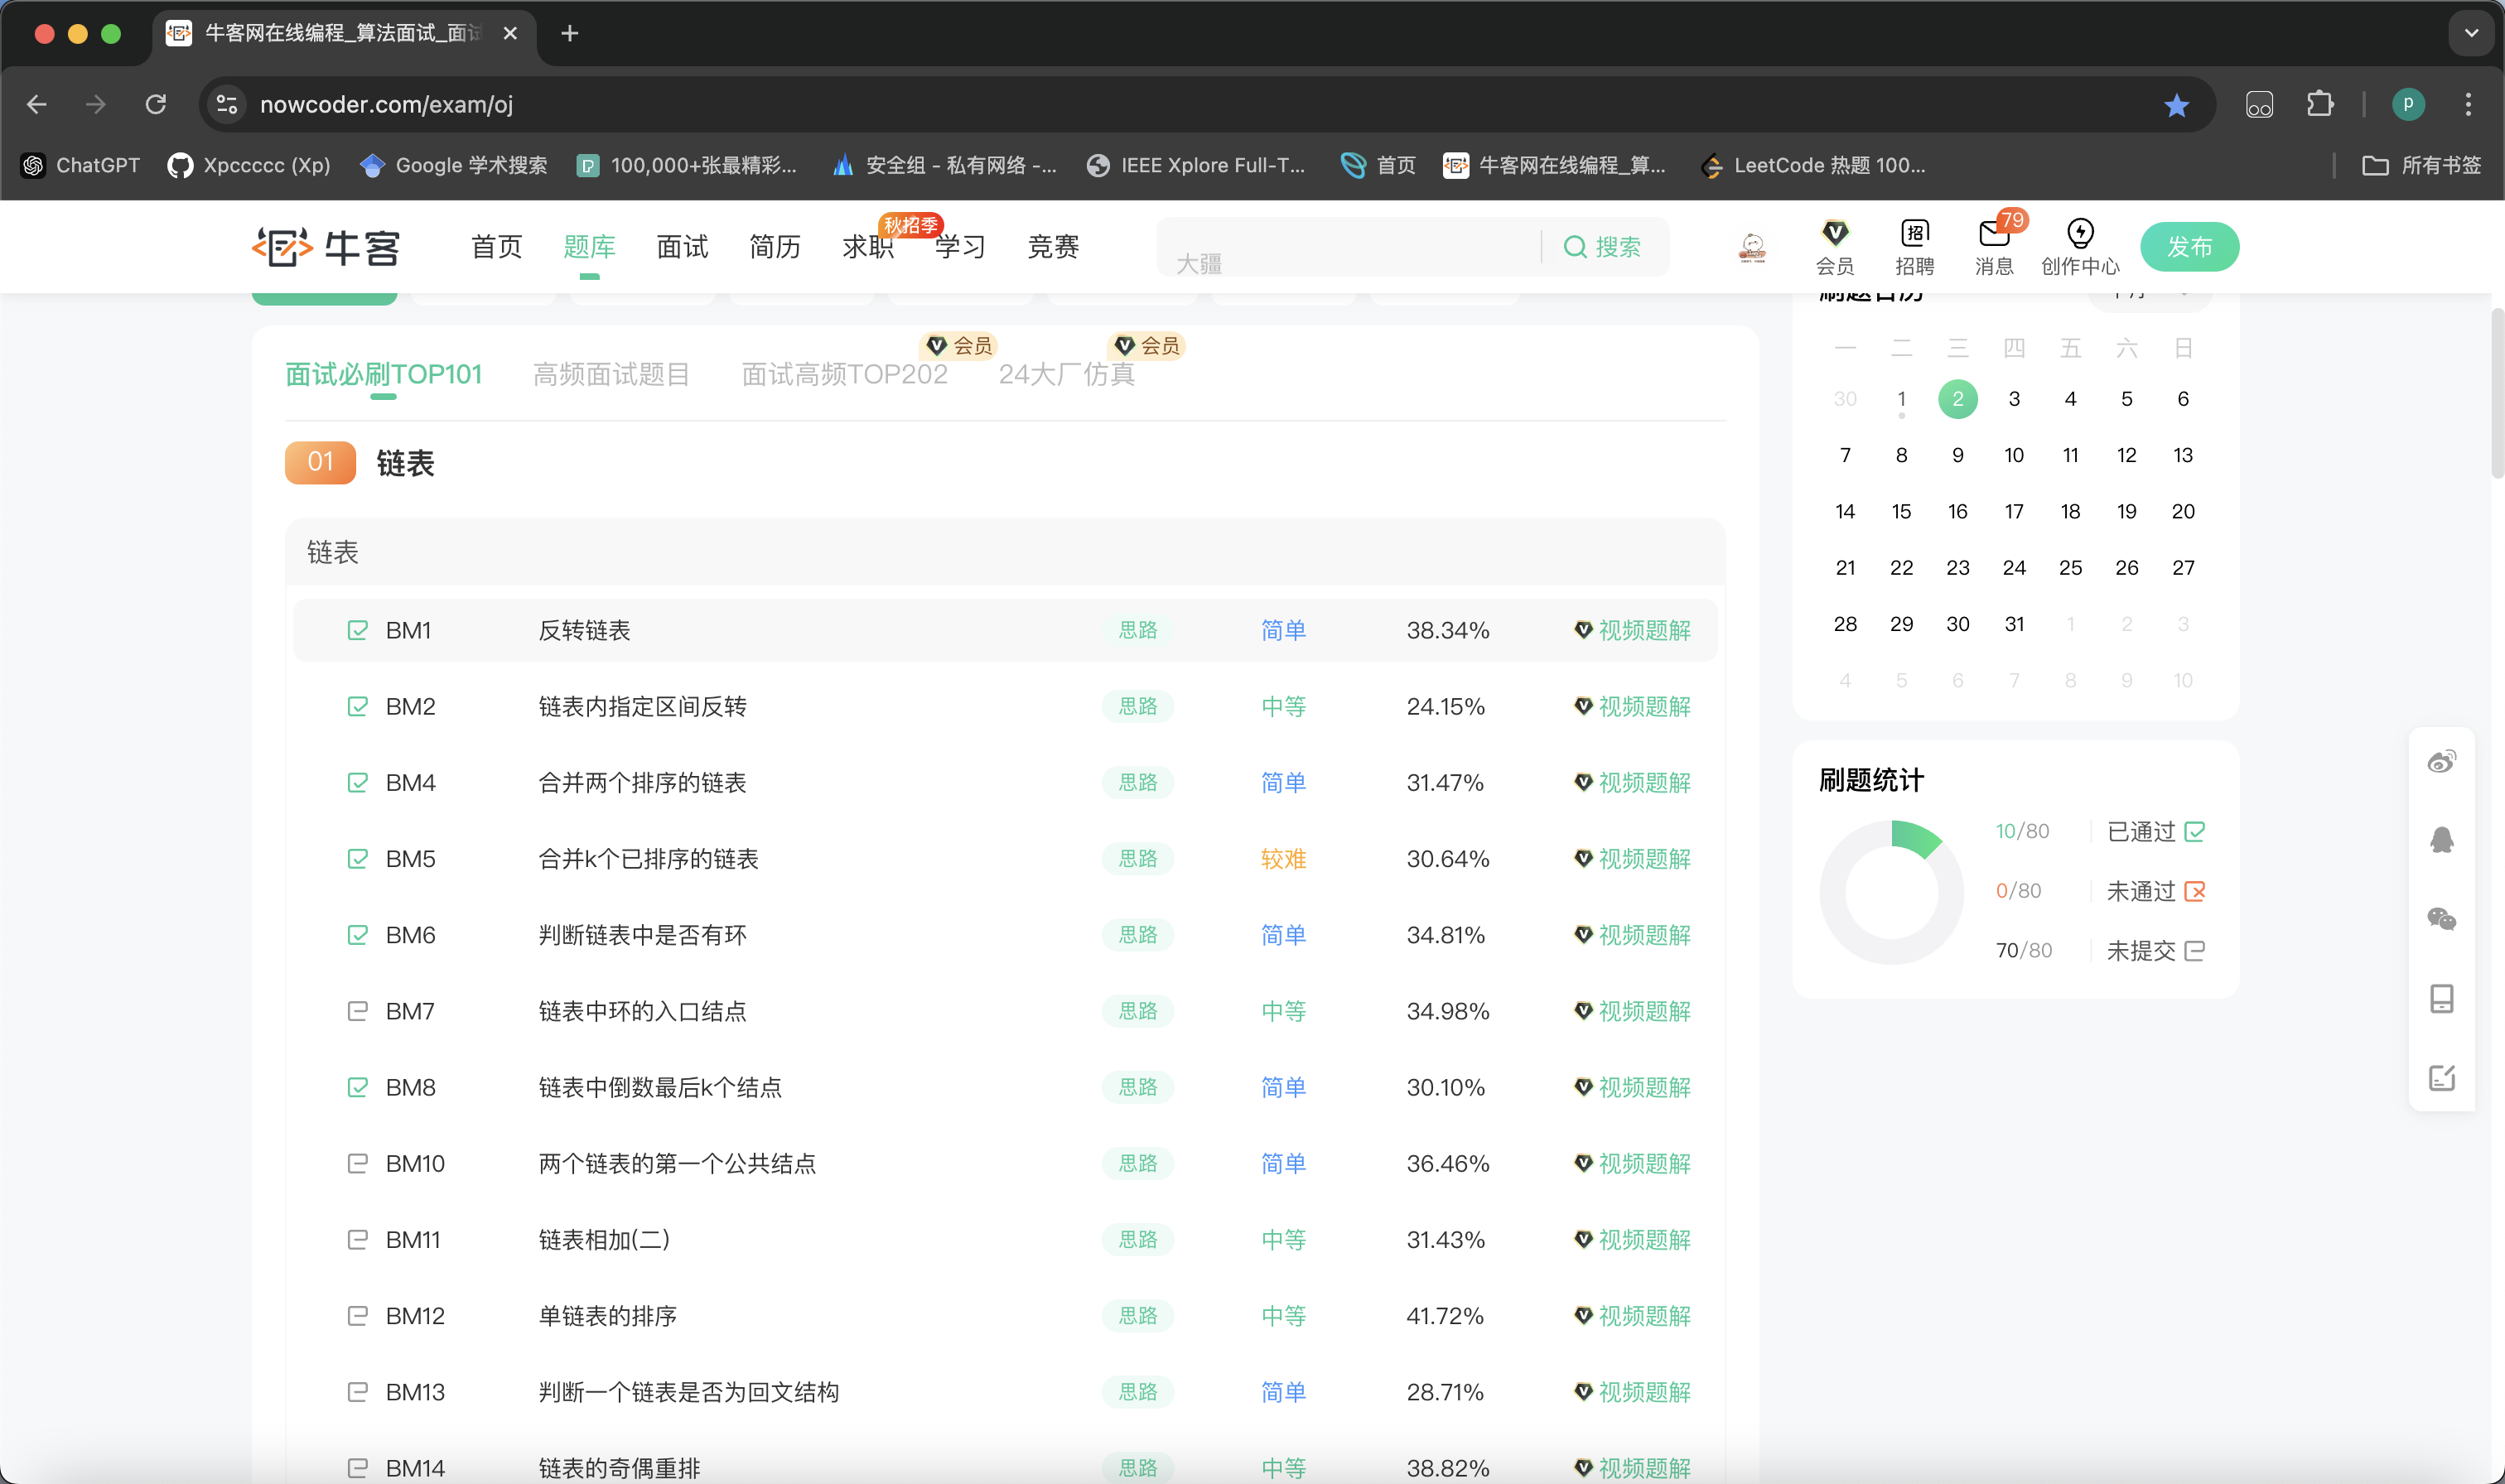 牛客网在线编程_算法面试_面试
nowcoder.com/exam/oj
p
ChatGPT
Xpccccc (Xp)
Google 学术搜索
100,000+张最精彩...
安全组 - 私有网络 -...
IEEE Xplore Full-T...
首页
牛客网在线编程_算...
LeetCode 热题 100...
所有书签
牛客
首页
题库
面试
简历
求职
秋招季
学习
竞赛
大疆
搜索
会员
招
招聘
79
消息
创作中心
发布
面试必刷TOP101
高频面试题目
面试高频TOP202
会员
24大厂仿真
会员
01 链表
链表
BM1 反转链表 思路 简单 38.34% 视频题解
BM2 链表内指定区间反转 思路 中等 24.15% 视频题解
BM4 合并两个排序的链表 思路 简单 31.47% 视频题解
BM5 合并k个已排序的链表 思路 较难 30.64% 视频题解
BM6 判断链表中是否有环 思路 简单 34.81% 视频题解
BM7 链表中环的入口结点 思路 中等 34.98% 视频题解
BM8 链表中倒数最后k个结点 思路 简单 30.10% 视频题解
BM10 两个链表的第一个公共结点 思路 简单 36.46% 视频题解
BM11 链表相加(二) 思路 中等 31.43% 视频题解
BM12 单链表的排序 思路 中等 41.72% 视频题解
BM13 判断一个链表是否为回文结构 思路 简单 28.71% 视频题解
BM14 链表的奇偶重排 思路 中等 38.82% 视频题解
刷题日历
一 二 三 四 五 六 日
30 1 2 3 4 5 6
7 8 9 10 11 12 13
14 15 16 17 18 19 20
21 22 23 24 25 26 27
28 29 30 31 1 2 3
4 5 6 7 8 9 10
刷题统计
10/80 已通过
0/80 未通过
70/80 未提交